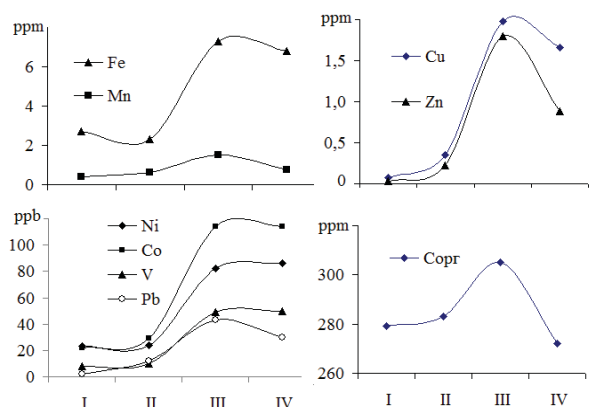 ppm
6
4
2
0
Fe
Mn
ppm
1,5
1,0
0,5
0
Cu
Zn
ppb
100
80
60
40
20
0
Ni
Co
V
Pb
I II III IV
ppm
300
280
260
Сорг
I II III IV